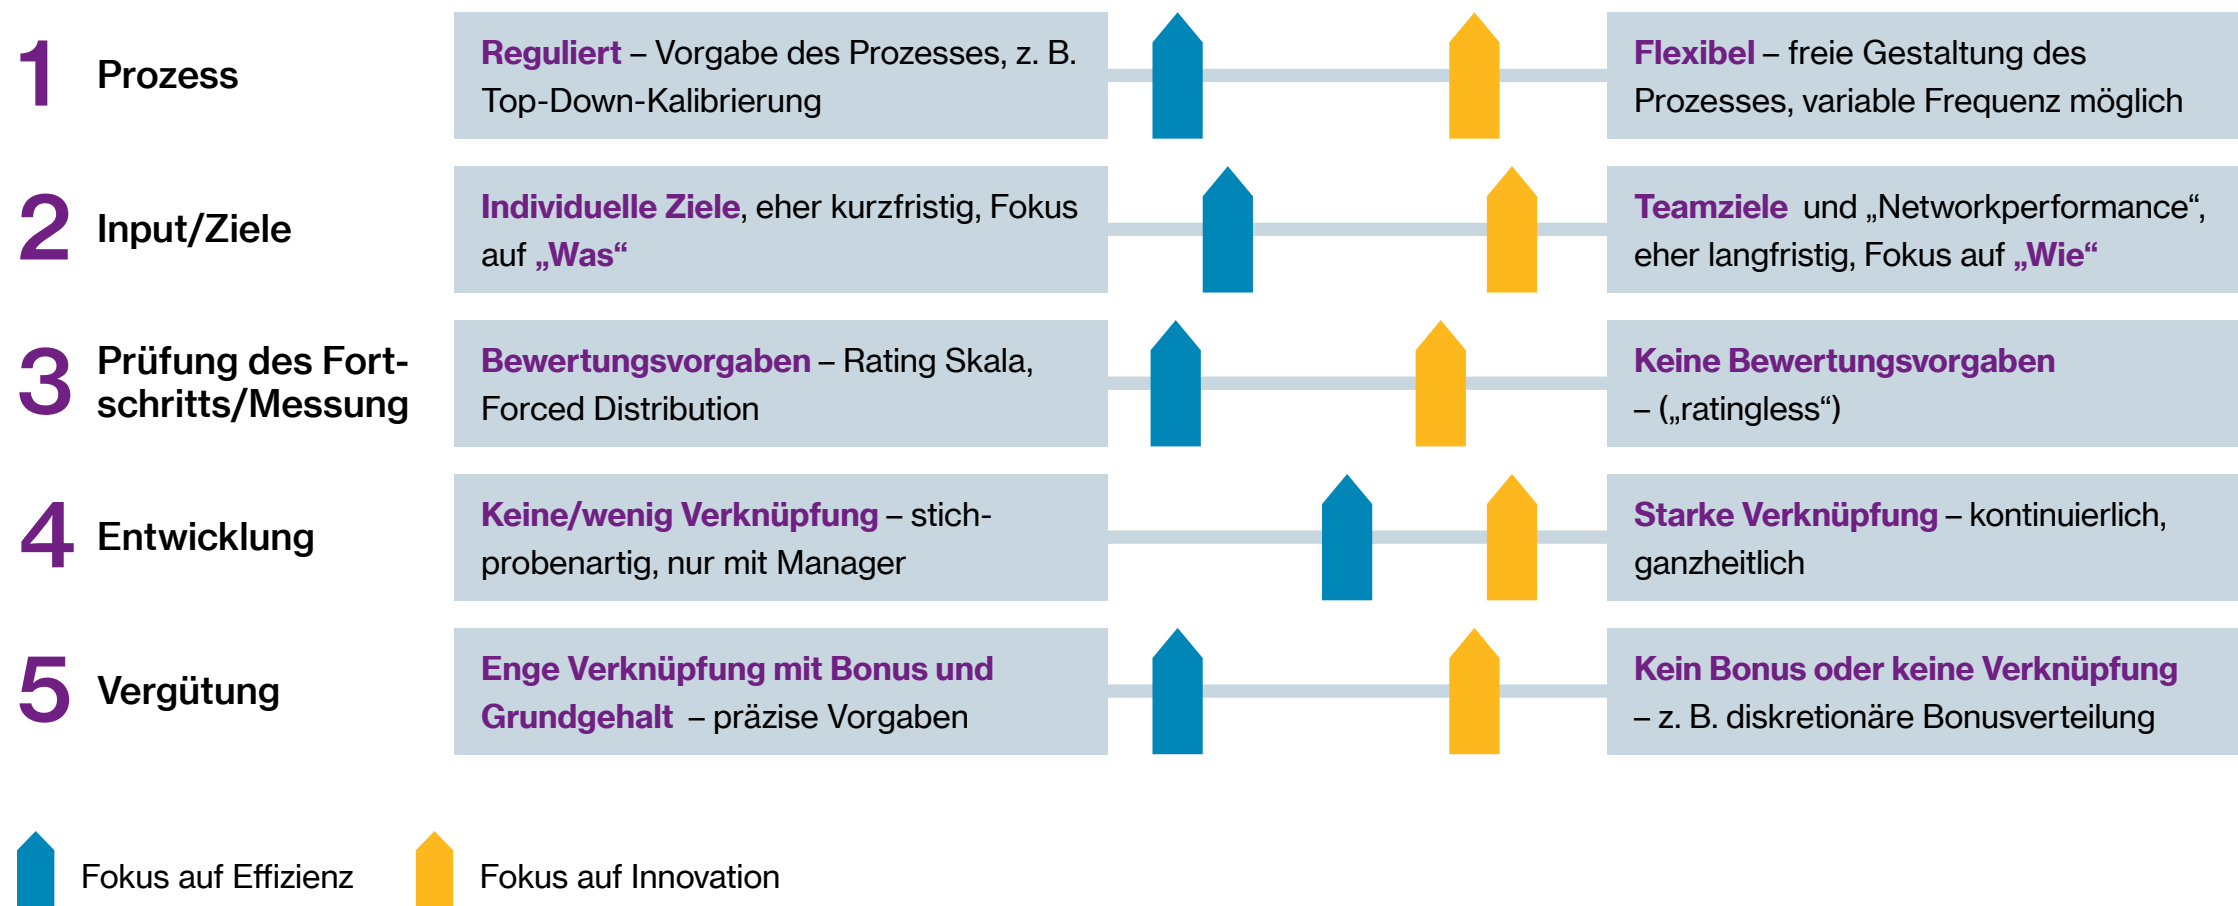 1 Prozess
Reguliert – Vorgabe des Prozesses, z. B.
Top-Down-Kalibrierung
Flexibel – freie Gestaltung des
Prozesses, variable Frequenz möglich
2 Input/Ziele
Individuelle Ziele, eher kurzfristig, Fokus
auf „Was“
Teamziele und „Networkperformance“,
eher langfristig, Fokus auf „Wie“
3 Prüfung des Fort-
schritts/Messung
Bewertungsvorgaben – Rating Skala,
Forced Distribution
Keine Bewertungsvorgaben
– („ratingless“)
4 Entwicklung
Keine/wenig Verknüpfung – stich-
probenartig, nur mit Manager
Starke Verknüpfung – kontinuierlich,
ganzheitlich
5 Vergütung
Enge Verknüpfung mit Bonus und
Grundgehalt – präzise Vorgaben
Kein Bonus oder keine Verknüpfung
– z. B. diskretionäre Bonusverteilung
Fokus auf Effizienz
Fokus auf Innovation